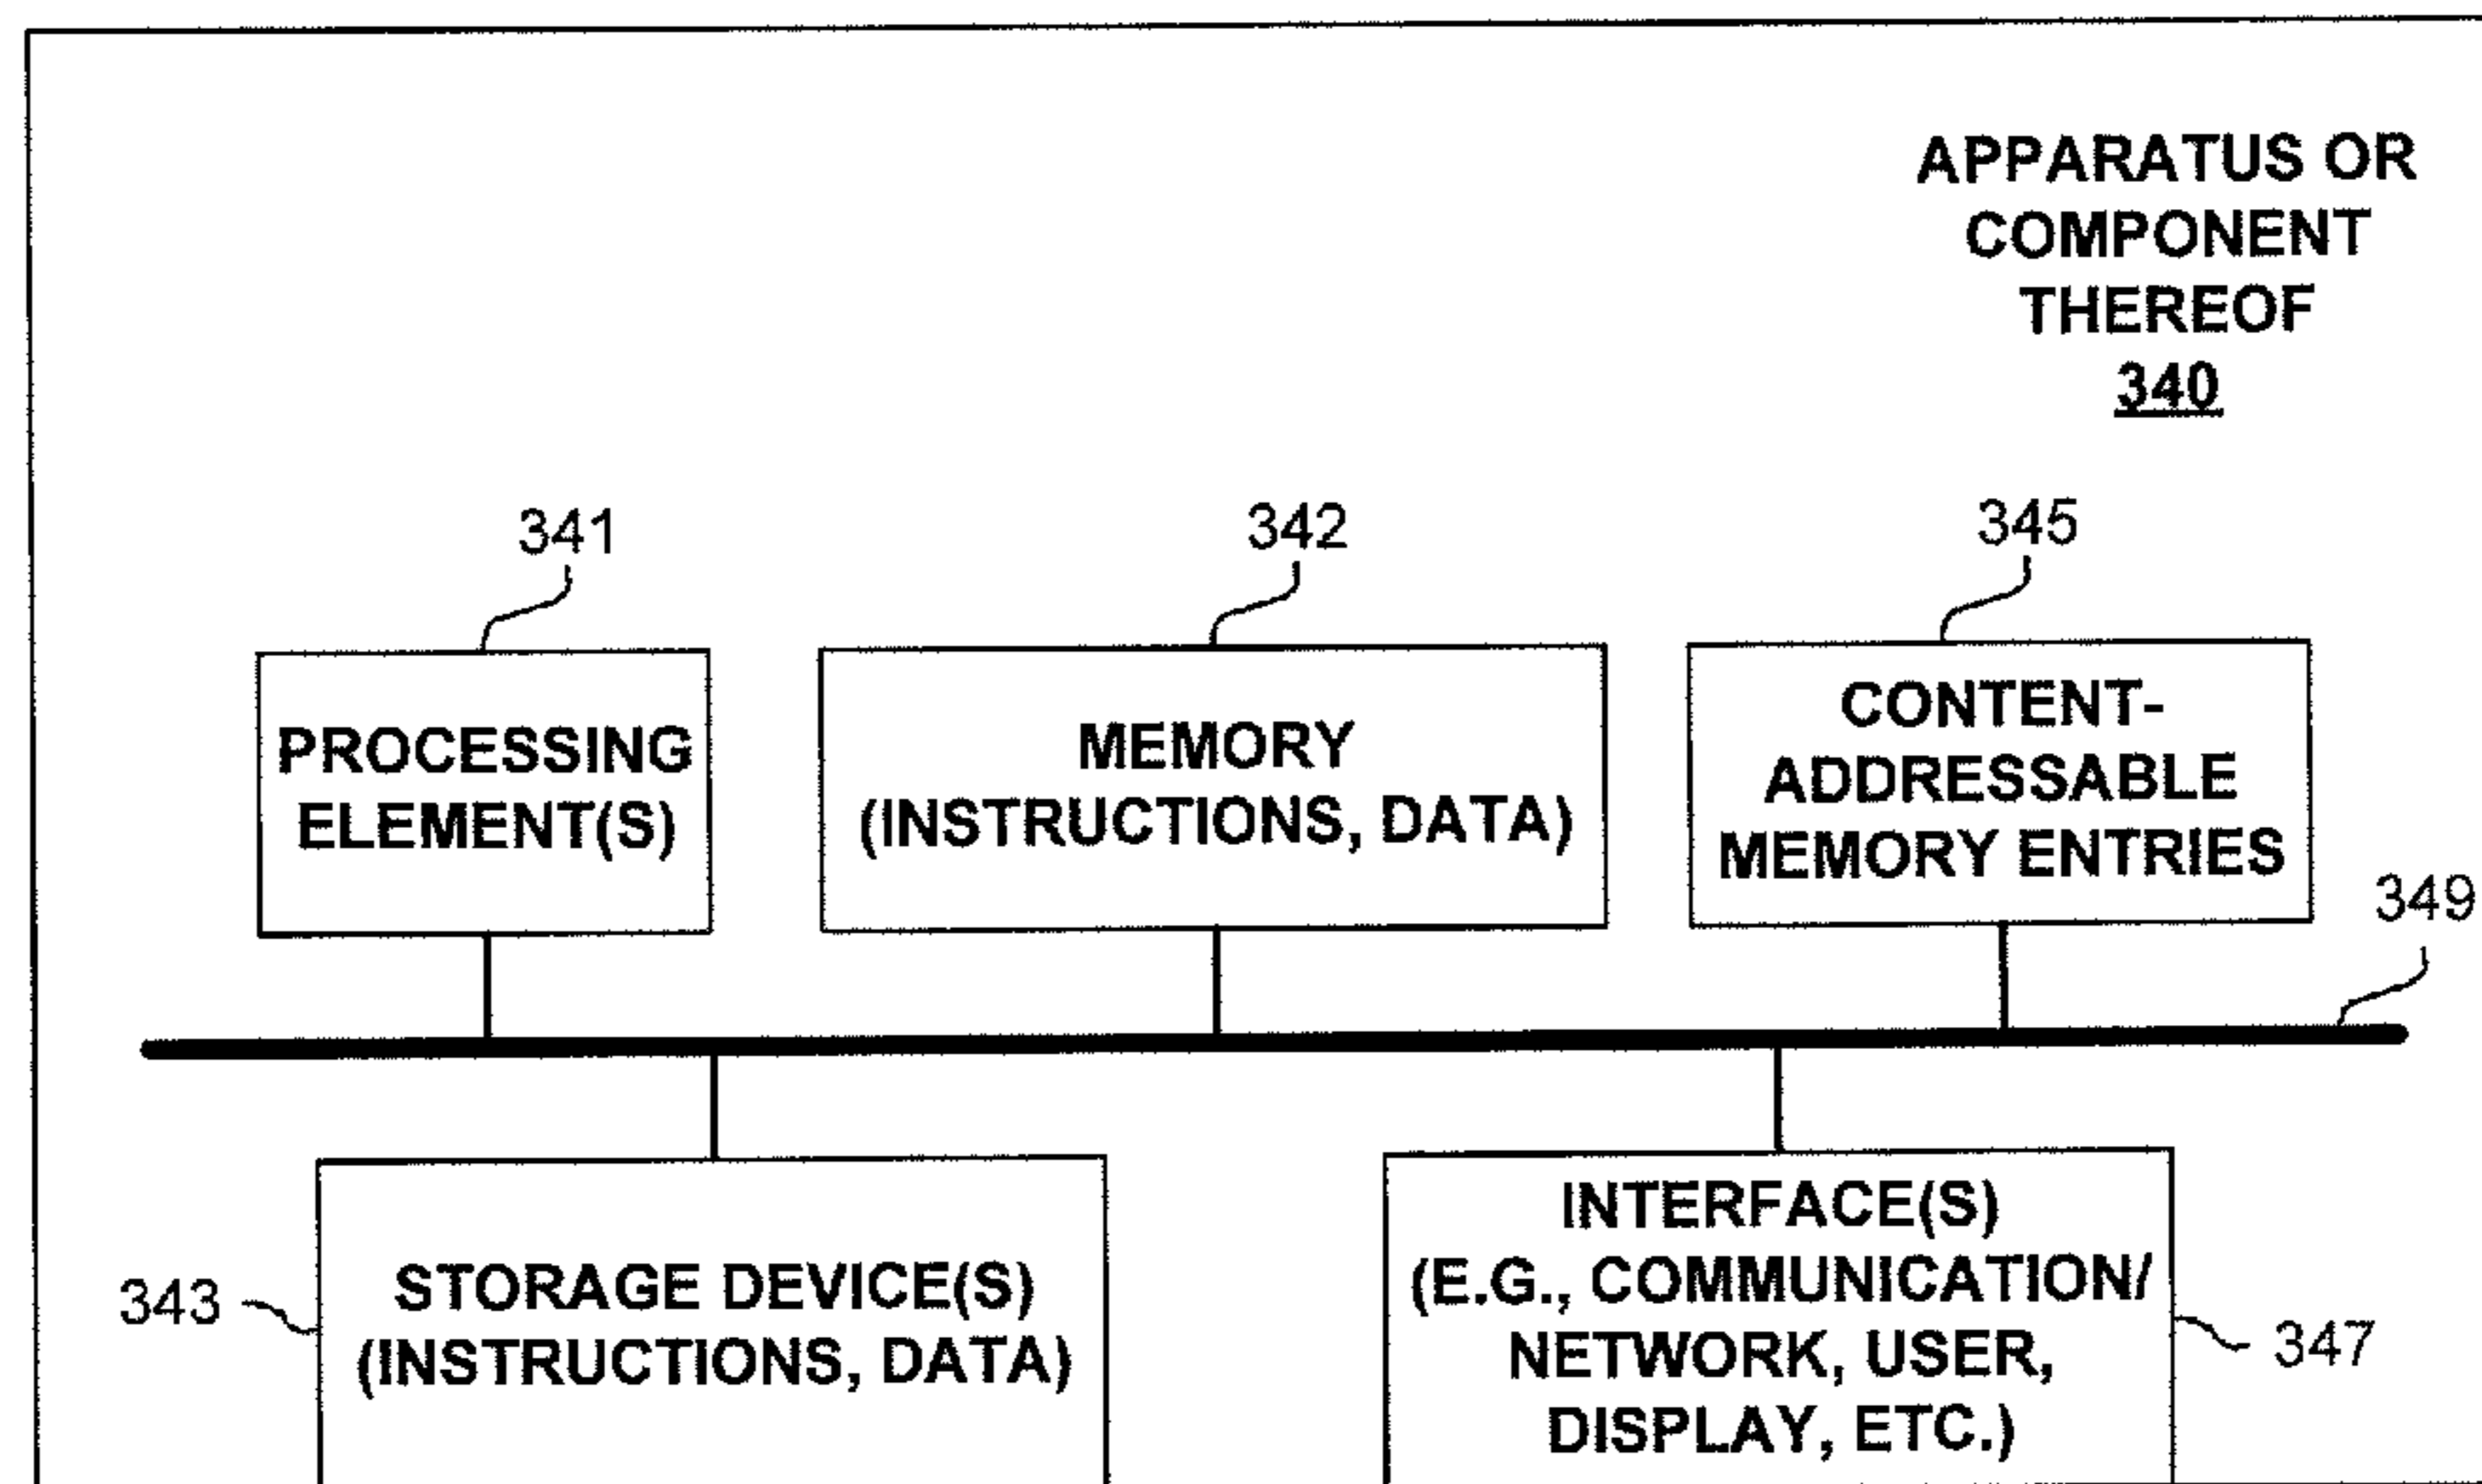 APPARATUS OR
COMPONENT
THEREOF
340
341
342
345
PROCESSING
ELEMENT(S)
MEMORY
(INSTRUCTIONS, DATA)
CONTENT-
ADDRESSABLE
MEMORY ENTRIES
349
343
STORAGE DEVICE(S)
(INSTRUCTIONS, DATA)
INTERFACE(S)
(E.G., COMMUNICATION/
NETWORK, USER,
DISPLAY, ETC.)
347